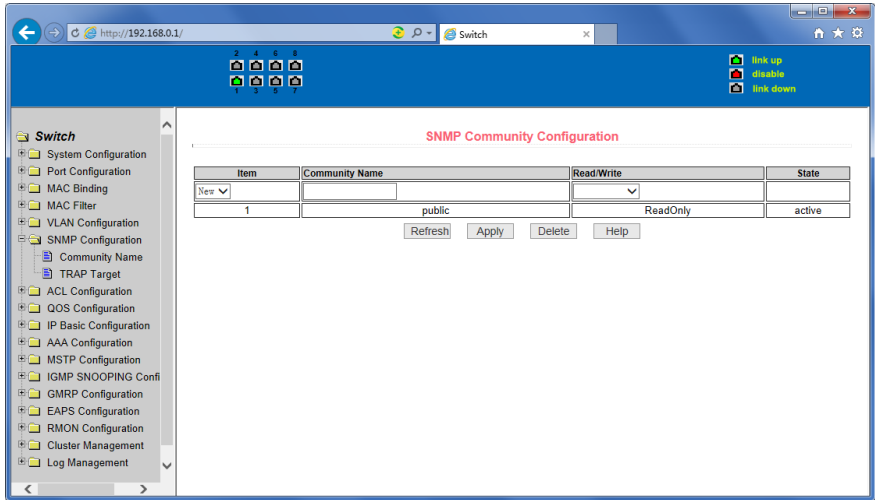 http://192.168.0.1/
Switch
2 4 6 8
1 3 5 7
link up
disable
link down
Switch
System Configuration
Port Configuration
MAC Binding
MAC Filter
VLAN Configuration
SNMP Configuration
Community Name
TRAP Target
ACL Configuration
QOS Configuration
IP Basic Configuration
AAA Configuration
MSTP Configuration
IGMP SNOOPING Confi
GMRP Configuration
EAPS Configuration
RMON Configuration
Cluster Management
Log Management
SNMP Community Configuration
Item Community Name Read/Write State
New
1 public ReadOnly active
Refresh Apply Delete Help